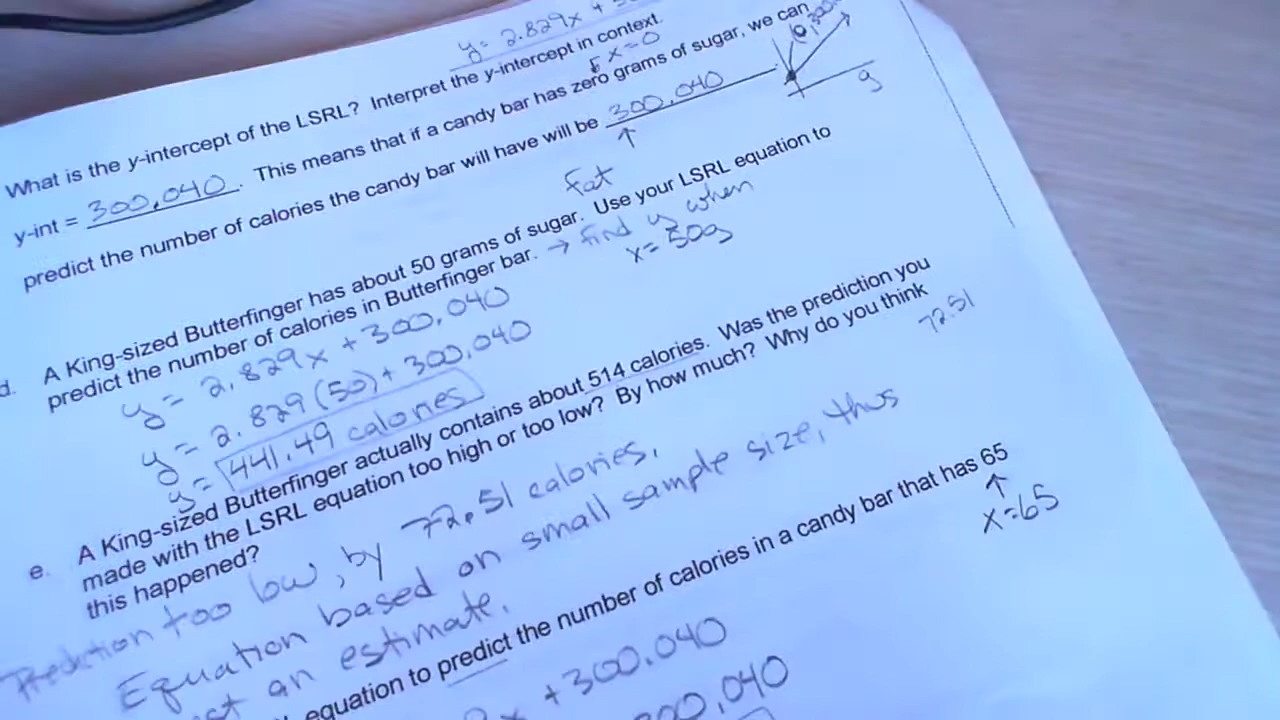 y = 2.829x +
What is the y-intercept of the LSRL? Interpret the y-intercept in context.
x=0
y-int = 300.040. This means that if a candy bar has zero grams of sugar, we can
predict the number of calories the candy bar will have will be 300.040
g
Fat
d. A King-sized Butterfinger has about 50 grams of sugar. Use your LSRL equation to
predict the number of calories in Butterfinger bar. → find y when
x=50g
y = 2.829x + 300.040
y = 2.829(50) + 300.040
y = 441.49 calories
e. A King-sized Butterfinger actually contains about 514 calories. Was the prediction you
made with the LSRL equation too high or too low? By how much? Why do you think
this happened?
72.51
Prediction too low, by 72.51 calories.
Equation based on small sample size, thus
an estimate.
equation to predict the number of calories in a candy bar that has 65
x=65
x + 300.040
300.040